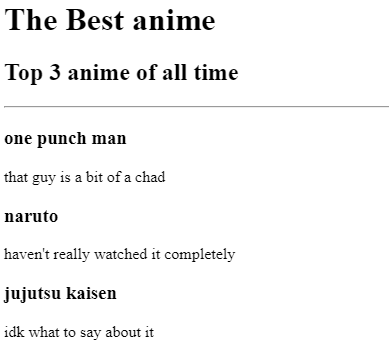 The Best anime
Top 3 anime of all time
one punch man
that guy is a bit of a chad
naruto
haven't really watched it completely
jujutsu kaisen
idk what to say about it